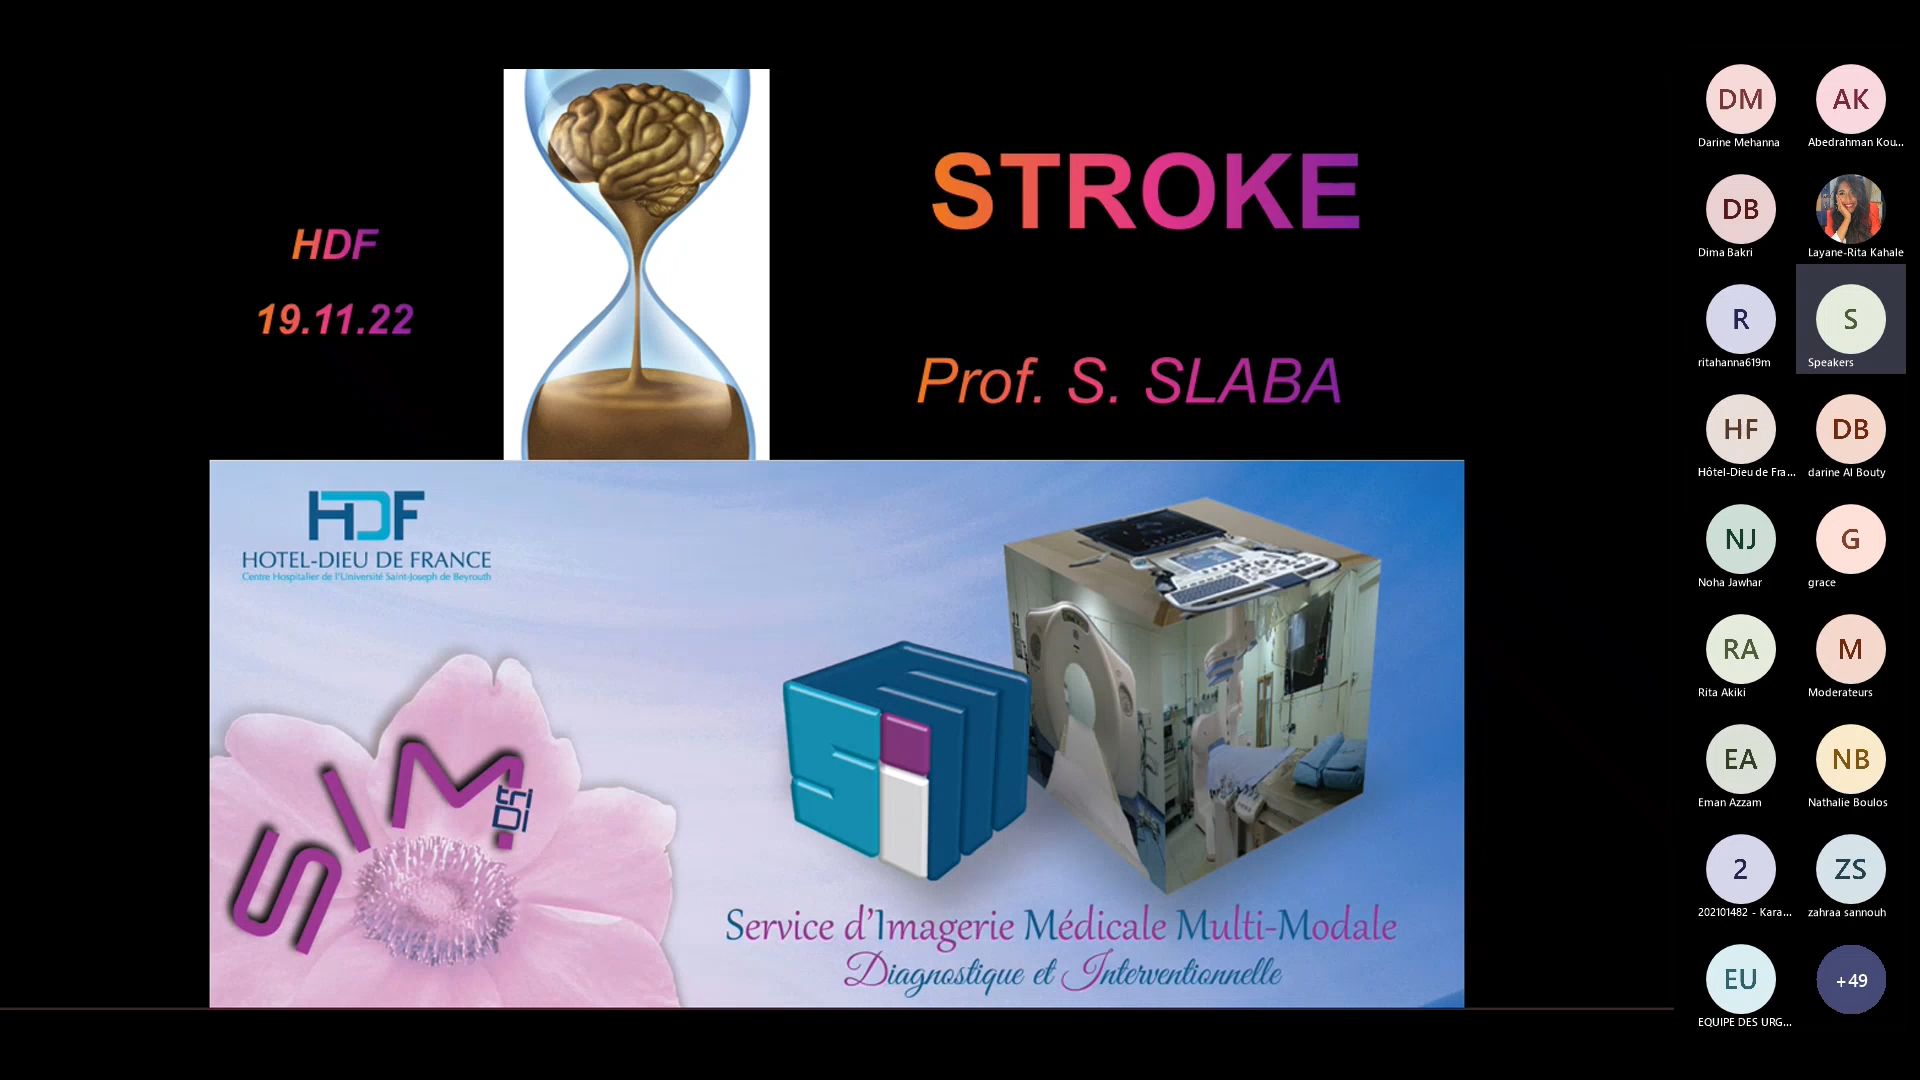 HDF
19.11.22
STROKE
Prof. S. SLABA
HDF
HOTEL-DIEU DE FRANCE
Centre Hospitalier de l'Université Saint-Joseph de Beyrouth
SIM.DI
SIM
Service d'Imagerie Médicale Multi-Modale
Diagnostique et Interventionnelle
DM
Darine Mehanna
AK
Abedrahman Kou...
DB
Dima Bakri
Layane-Rita Kahale
R
ritahanna619m
S
Speakers
HF
Hôtel-Dieu de Fra...
DB
darine Al Bouty
NJ
Noha Jawhar
G
grace
RA
Rita Akiki
M
Moderateurs
EA
Eman Azzam
NB
Nathalie Boulos
2
202101482 - Kara...
ZS
zahraa sannouh
EU
EQUIPE DES URG...
+49